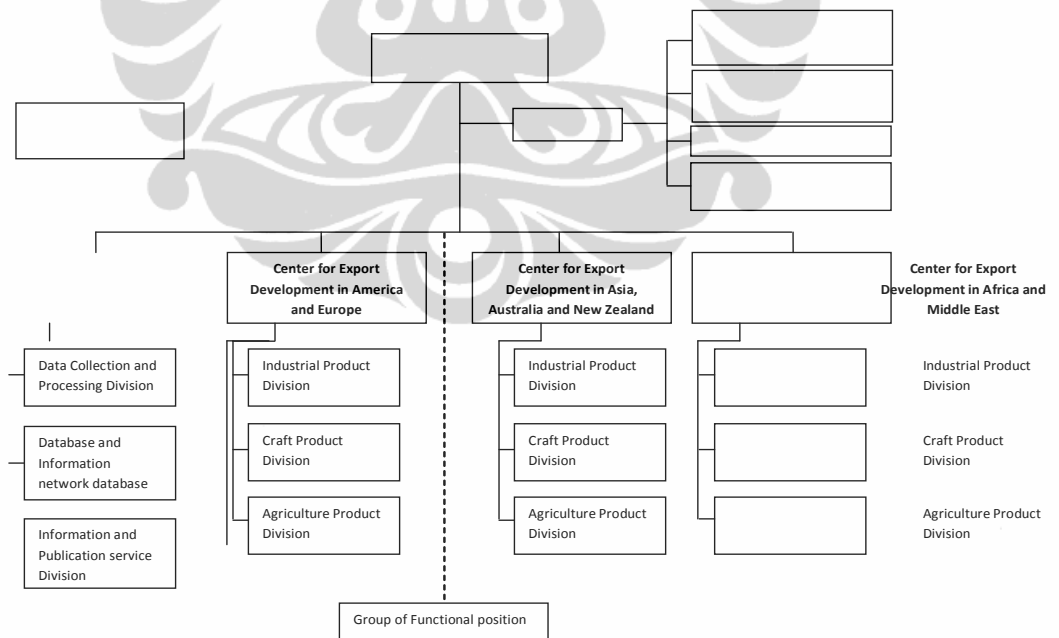 Center for Export
Development in America
and Europe
Center for Export
Development in Asia,
Australia and New Zealand
Center for Export
Development in Africa and
Middle East
Data Collection and
Processing Division
Industrial Product
Division
Industrial Product
Division
Industrial Product
Division
Database and
Information
network database
Craft Product
Division
Craft Product
Division
Craft Product
Division
Information and
Publication service
Division
Agriculture Product
Division
Agriculture Product
Division
Agriculture Product
Division
Group of Functional position